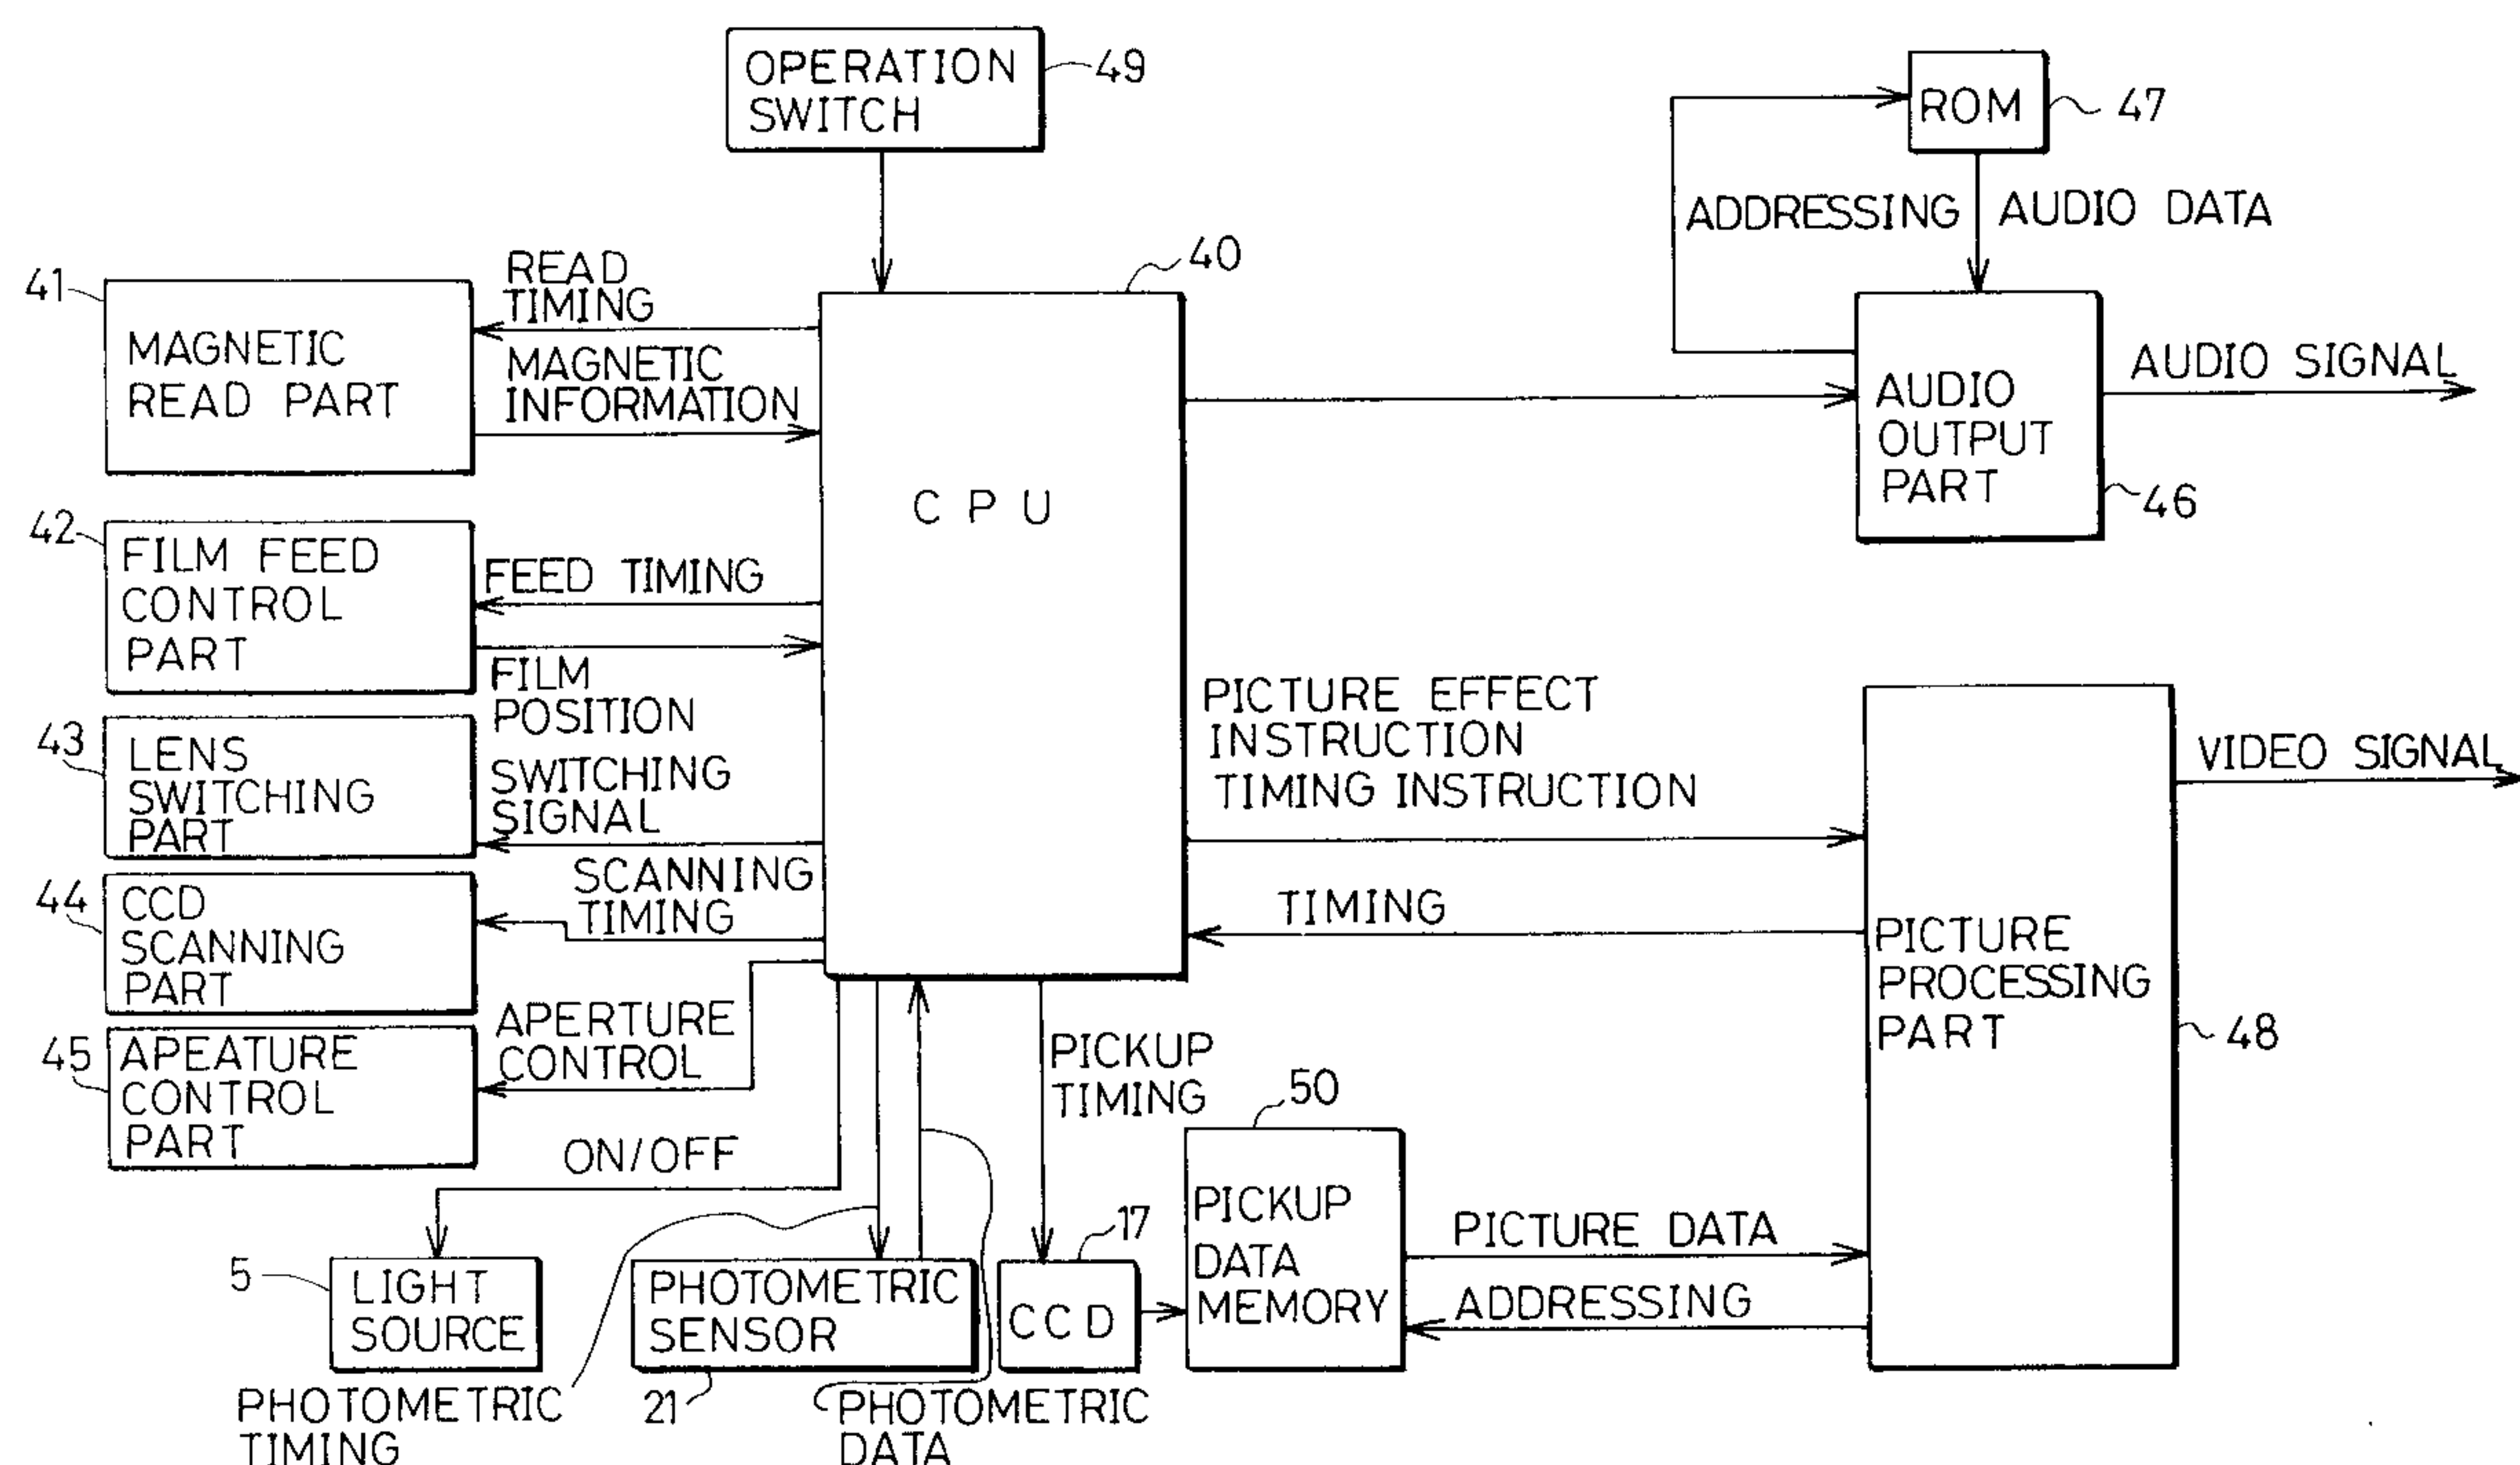 OPERATION
SWITCH
49
ROM
47
ADDRESSING
AUDIO DATA
40
41
MAGNETIC
READ PART
READ
TIMING
MAGNETIC
INFORMATION
CPU
AUDIO
OUTPUT
PART
46
AUDIO SIGNAL
42
FILM FEED
CONTROL
PART
FEED TIMING
FILM
POSITION
43
LENS
SWITCHING
PART
SWITCHING
SIGNAL
PICTURE EFFECT
INSTRUCTION
TIMING INSTRUCTION
VIDEO SIGNAL
44
CCD
SCANNING
PART
SCANNING
TIMING
TIMING
PICTURE
PROCESSING
PART
48
45
APEATURE
CONTROL
PART
APERTURE
CONTROL
ON/OFF
PICKUP
TIMING
50
PICKUP
DATA
MEMORY
PICTURE DATA
ADDRESSING
5
LIGHT
SOURCE
PHOTOMETRIC
SENSOR
21
17
CCD
PHOTOMETRIC
TIMING
PHOTOMETRIC
DATA